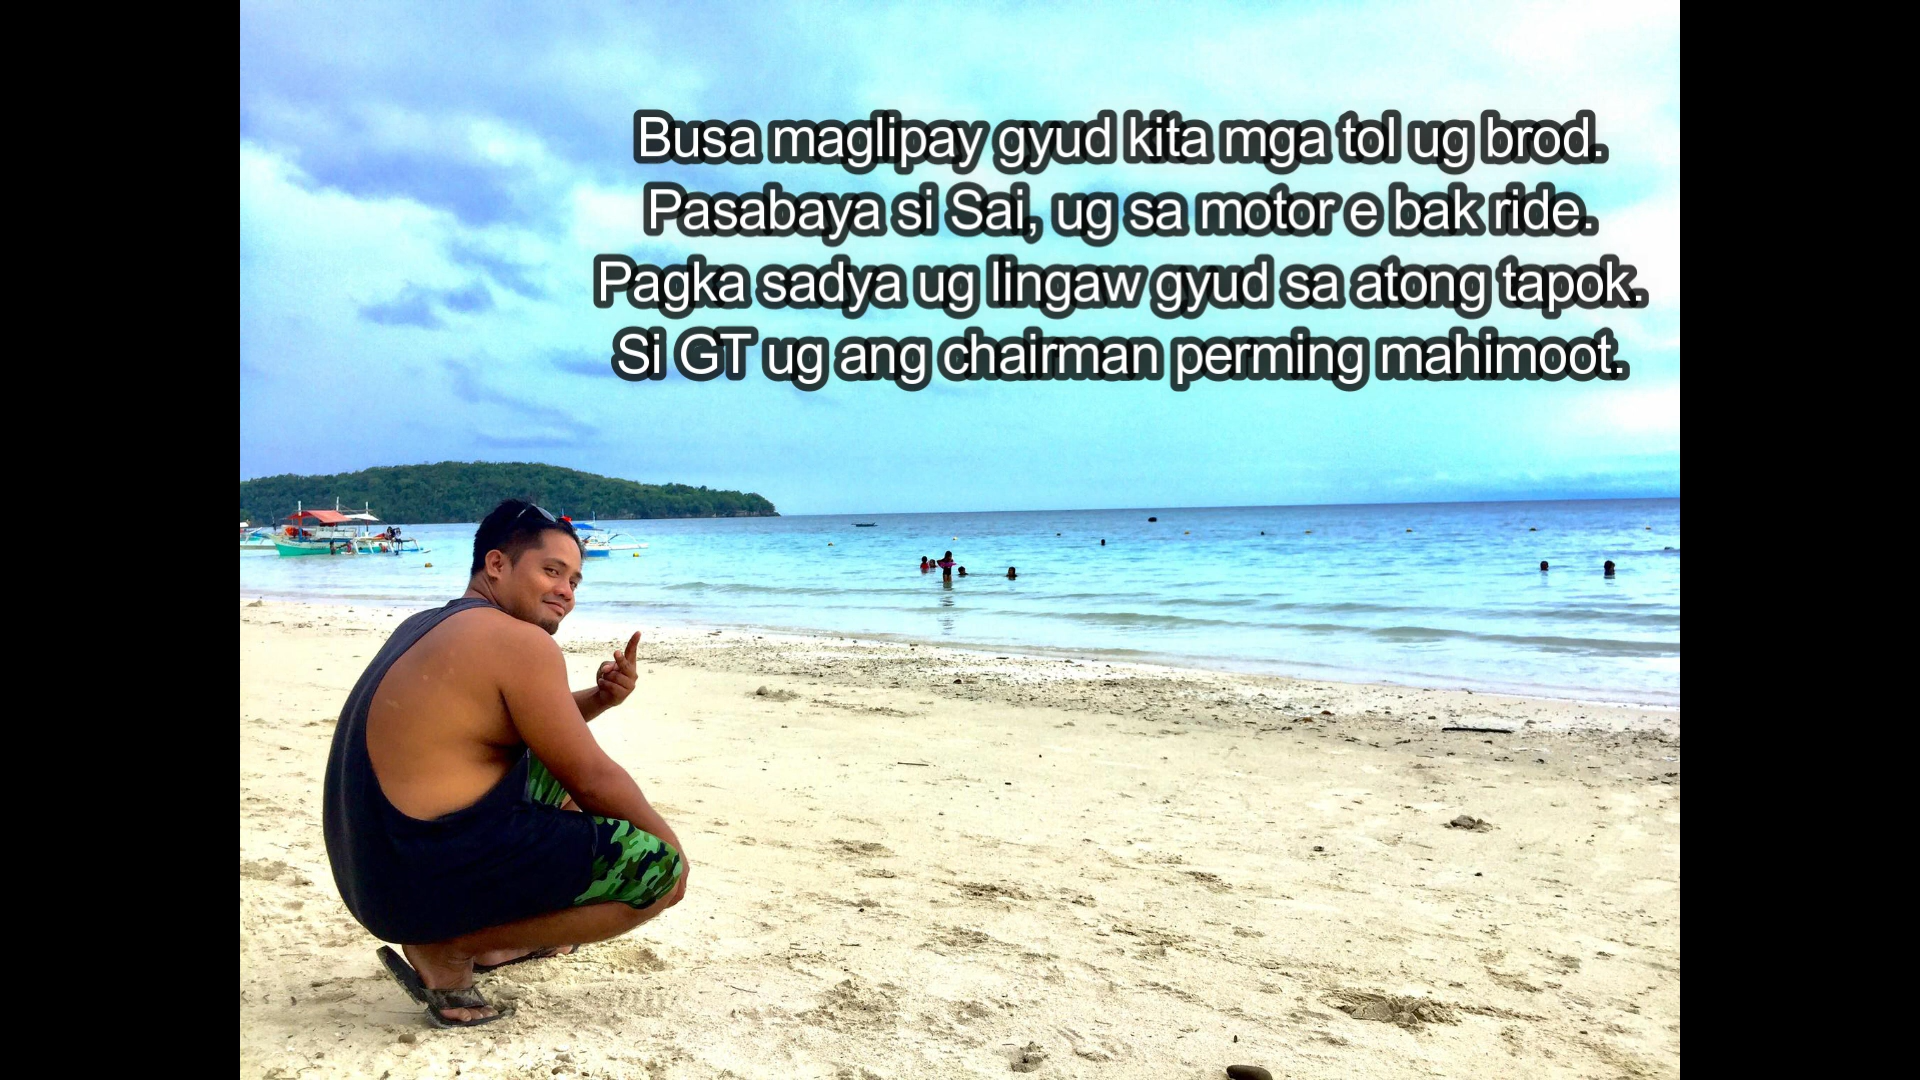 Busa maglipay gyud kita mga tol ug brod.
Pasabaya si Sai, ug sa motor e bak ride.
Pagka sadya ug lingaw gyud sa atong tapok.
Si GT ug ang chairman perming mahimoot.